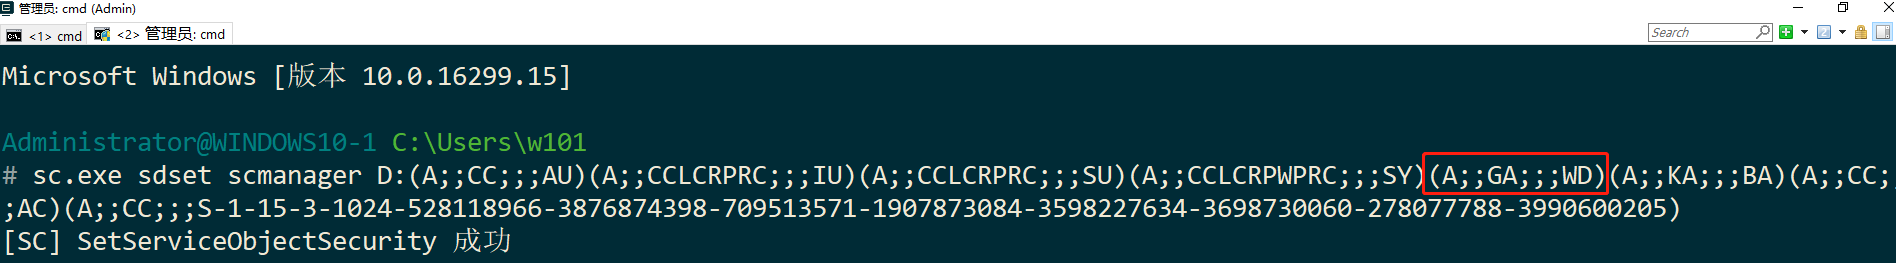 管理员: cmd (Admin)
<1> cmd
<2> 管理员: cmd
Search
Microsoft Windows [版本 10.0.16299.15]
Administrator@WINDOWS10-1 C:\Users\w101
# sc.exe sdset scmanager D:(A;;CC;;;AU)(A;;CCLCRPRC;;;IU)(A;;CCLCRPRC;;;SU)(A;;CCLCRPWPRC;;;SY)(A;;GA;;;WD)(A;;KA;;;BA)(A;;CC;
;AC)(A;;CC;;;S-1-15-3-1024-528118966-3876874398-709513571-1907873084-3598227634-3698730060-278077788-3990600205)
[SC] SetServiceObjectSecurity 成功